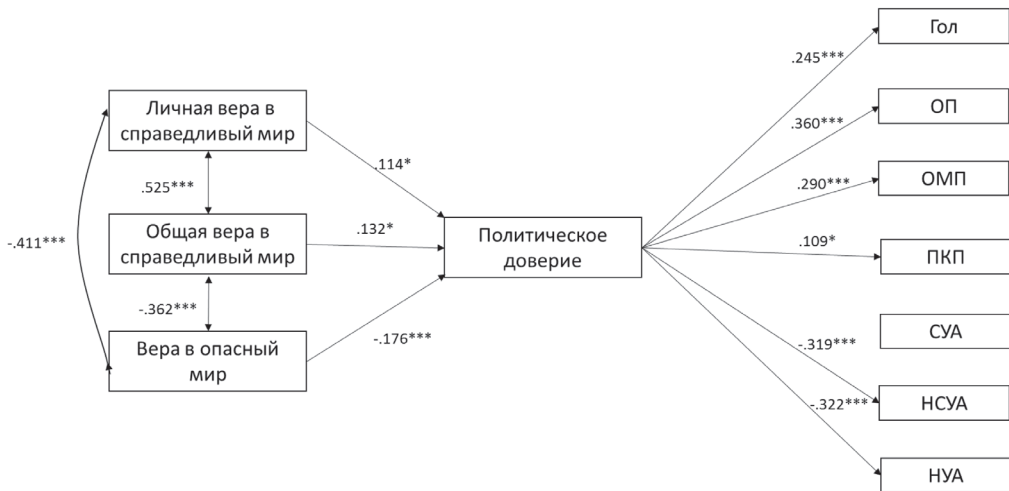 Гол
.245***
Личная вера в
справедливый мир
ОП
.360***
.114*
ОМП
.290***
.525***
-.411***
Общая вера в
справедливый мир
.132*
Политическое
доверие
.109*
ПКП
-.362***
СУА
Вера в опасный
мир
-.176***
-.319***
НСУА
-.322***
НУА